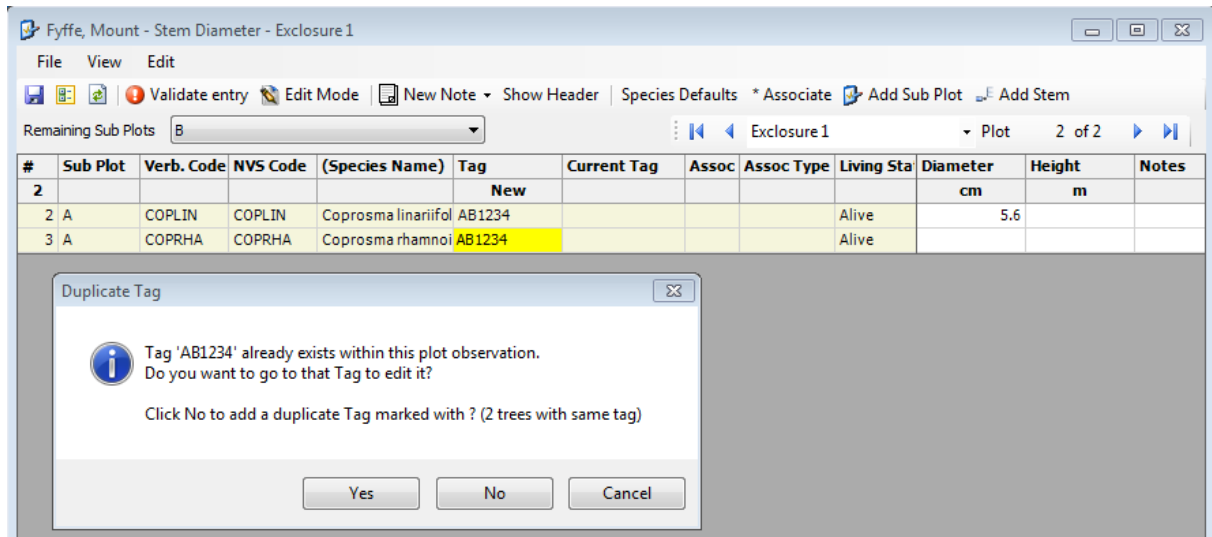 Fyffe, Mount - Stem Diameter - Exclosure 1
File View Edit
Validate entry Edit Mode New Note Show Header Species Defaults * Associate Add Sub Plot Add Stem
Remaining Sub Plots B Exclosure 1 Plot 2 of 2
# Sub Plot Verb. Code NVS Code (Species Name) Tag Current Tag Assoc Assoc Type Living Sta Diameter Height Notes
2 New cm m
2 A COPLIN COPLIN Coprosma linariifol AB1234 Alive 5.6
3 A COPRHA COPRHA Coprosma rhamnoi AB1234 Alive
Duplicate Tag
Tag 'AB1234' already exists within this plot observation.
Do you want to go to that Tag to edit it?
Click No to add a duplicate Tag marked with ? (2 trees with same tag)
Yes No Cancel